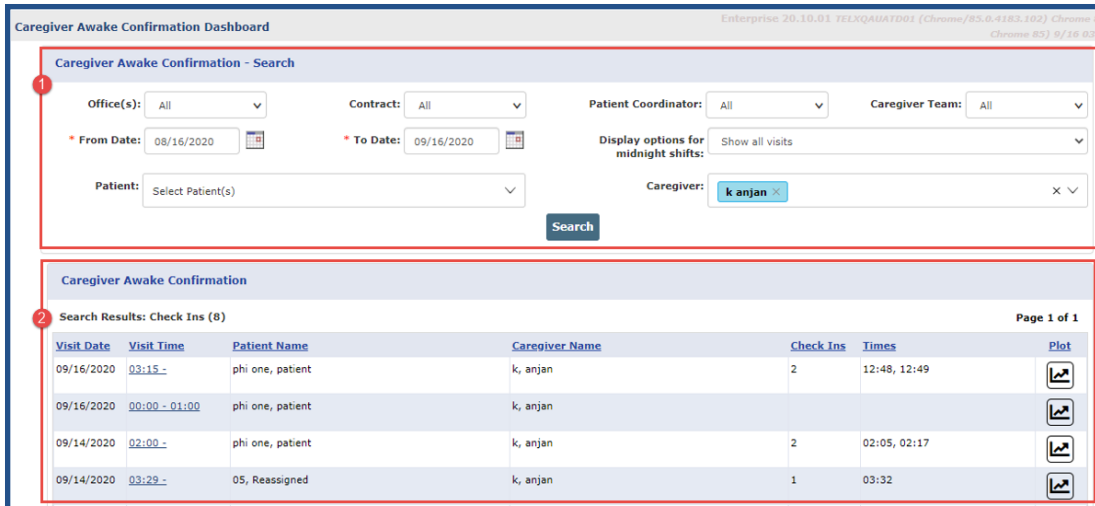 Caregiver Awake Confirmation Dashboard
Enterprise 20.10.01 TELXQAUATD01 (Chrome/85.0.4183.102) Chrome
Chrome 85) 9/16 03
Caregiver Awake Confirmation - Search
1
Office(s): All Contract: All Patient Coordinator: All Caregiver Team: All
* From Date: 08/16/2020 * To Date: 09/16/2020 Display options for midnight shifts: Show all visits
Patient: Select Patient(s) Caregiver: k anjan ×
Search
Caregiver Awake Confirmation
2
Search Results: Check Ins (8) Page 1 of 1
Visit Date Visit Time Patient Name Caregiver Name Check Ins Times Plot
09/16/2020 03:15 - phi one, patient k, anjan 2 12:48, 12:49
09/16/2020 00:00 - 01:00 phi one, patient k, anjan
09/14/2020 02:00 - phi one, patient k, anjan 2 02:05, 02:17
09/14/2020 03:29 - 05, Reassigned k, anjan 1 03:32